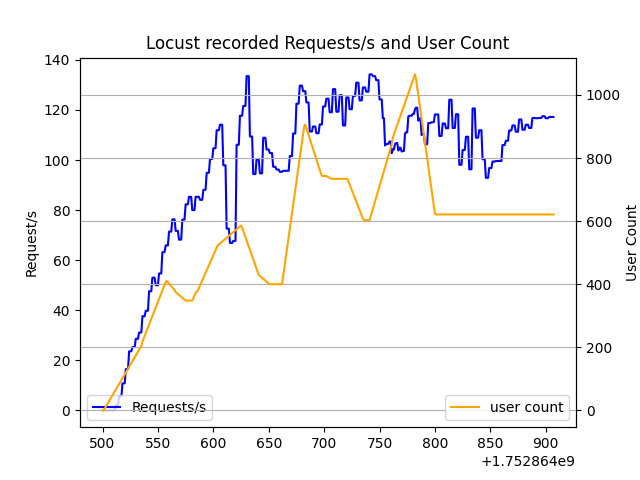 Locust recorded Requests/s and User Count
140
120
100
80
60
40
20
0
Request/s
1000
800
600
400
200
0
User Count
Requests/s
user count
500 550 600 650 700 750 800 850 900
+1.752864e9